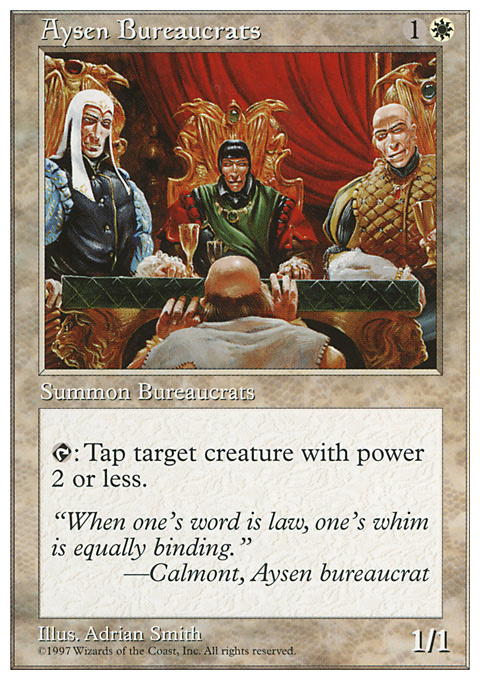 Aysen Bureaucrats 1
Summon Bureaucrats
: Tap target creature with power
2 or less.
“When one’s word is law, one’s whim
is equally binding.”
—Calmont, Aysen bureaucrat
Illus. Adrian Smith
1/1
©1997 Wizards of the Coast, Inc. All rights reserved.